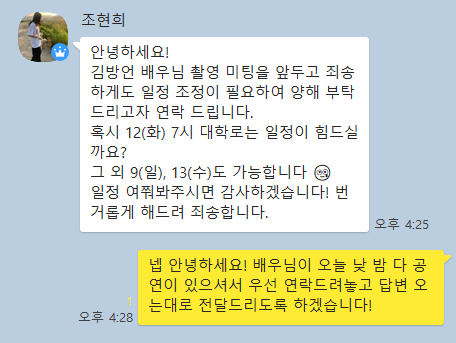 조현희
안녕하세요!
김방언 배우님 촬영 미팅을 앞두고 죄송
하게도 일정 조정이 필요하여 양해 부탁
드리고자 연락 드립니다.
혹시 12(화) 7시 대학로는 일정이 힘드실
까요?
그 외 9(일), 13(수)도 가능합니다
일정 여쭤봐주시면 감사하겠습니다! 번
거롭게 해드려 죄송합니다.
오후 4:25
넵 안녕하세요! 배우님이 오늘 낮 밤 다 공
연이 있으셔서 우선 연락드려놓고 답변 오
는대로 전달드리도록 하겠습니다!
1
오후 4:28